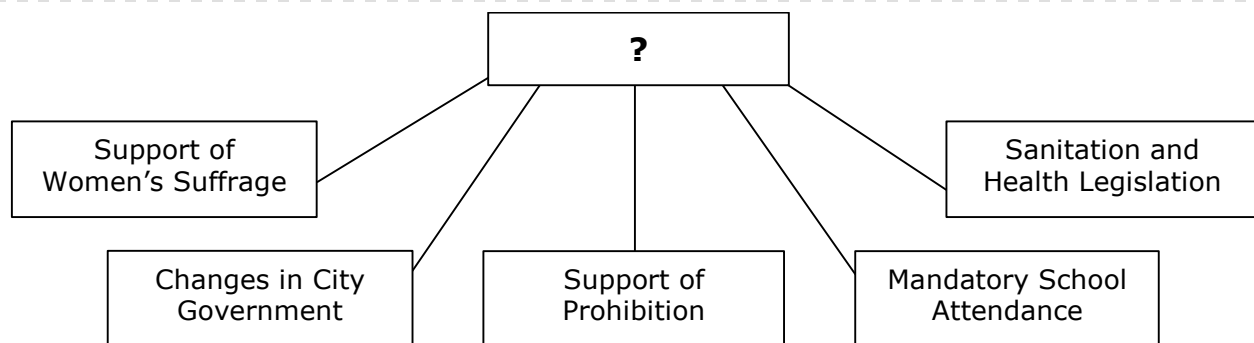 ?
Support of
Women’s Suffrage
Sanitation and
Health Legislation
Changes in City
Government
Support of
Prohibition
Mandatory School
Attendance